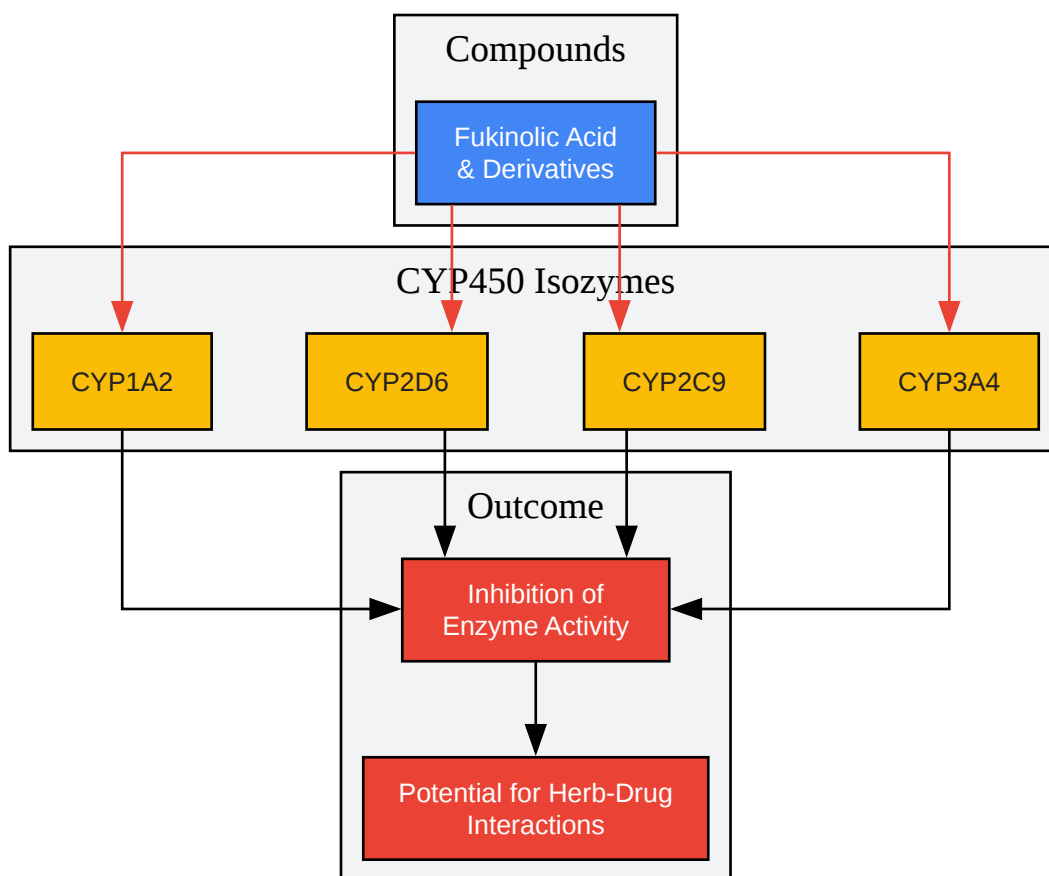 Compounds
Fukinolic Acid
& Derivatives
CYP450 Isozymes
CYP1A2
CYP2D6
CYP2C9
CYP3A4
Outcome
Inhibition of
Enzyme Activity
Potential for Herb-Drug
Interactions